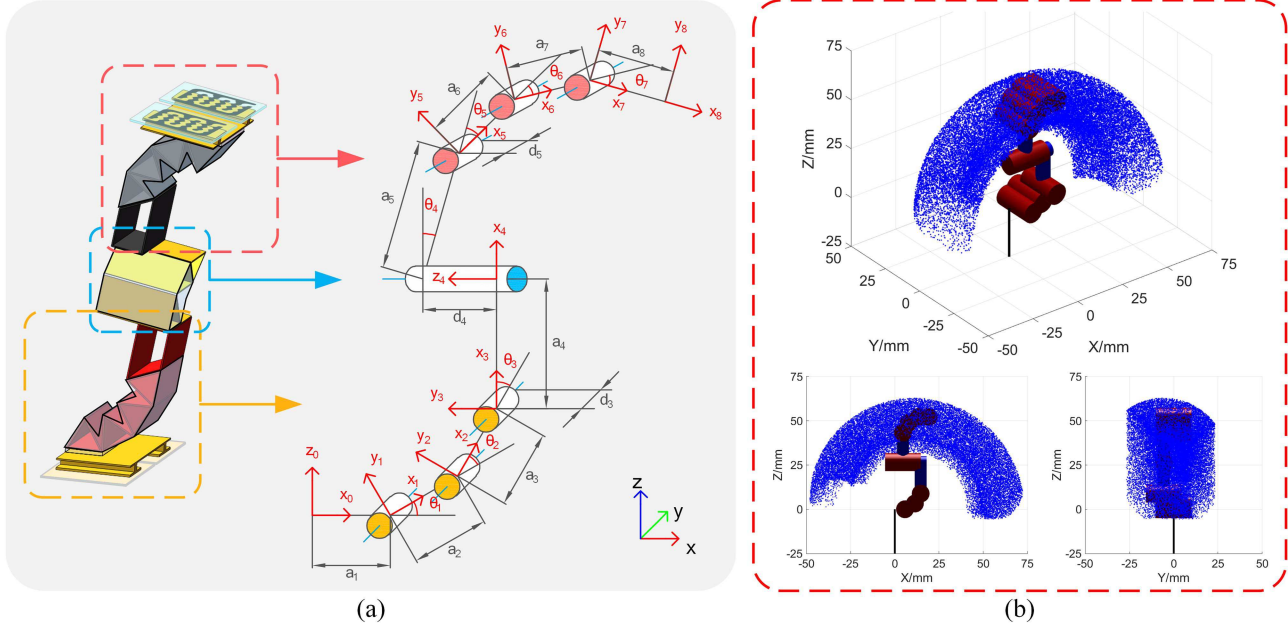 y₇
y₆
a₇
y₈
a₈
θ₆
θ₇
a₆
x₇
x₆
x₈
y₅
θ₅
x₅
d₅
a₅
θ₄
x₄
z₄
d₄
a₄
x₃
θ₃
y₃
d₃
y₂
x₂
θ₂
a₃
z₀
y₁
x₁
θ₁
x₀
a₂
a₁
z
y
x
(a)
75
50
25
0
-25
Z/mm
50
25
0
-25
-50
Y/mm
-50
-25
0
25
50
75
X/mm
75
50
25
0
-25
Z/mm
-50
-25
0
25
50
75
X/mm
75
50
25
0
-25
Z/mm
-50
-25
0
25
50
Y/mm
(b)